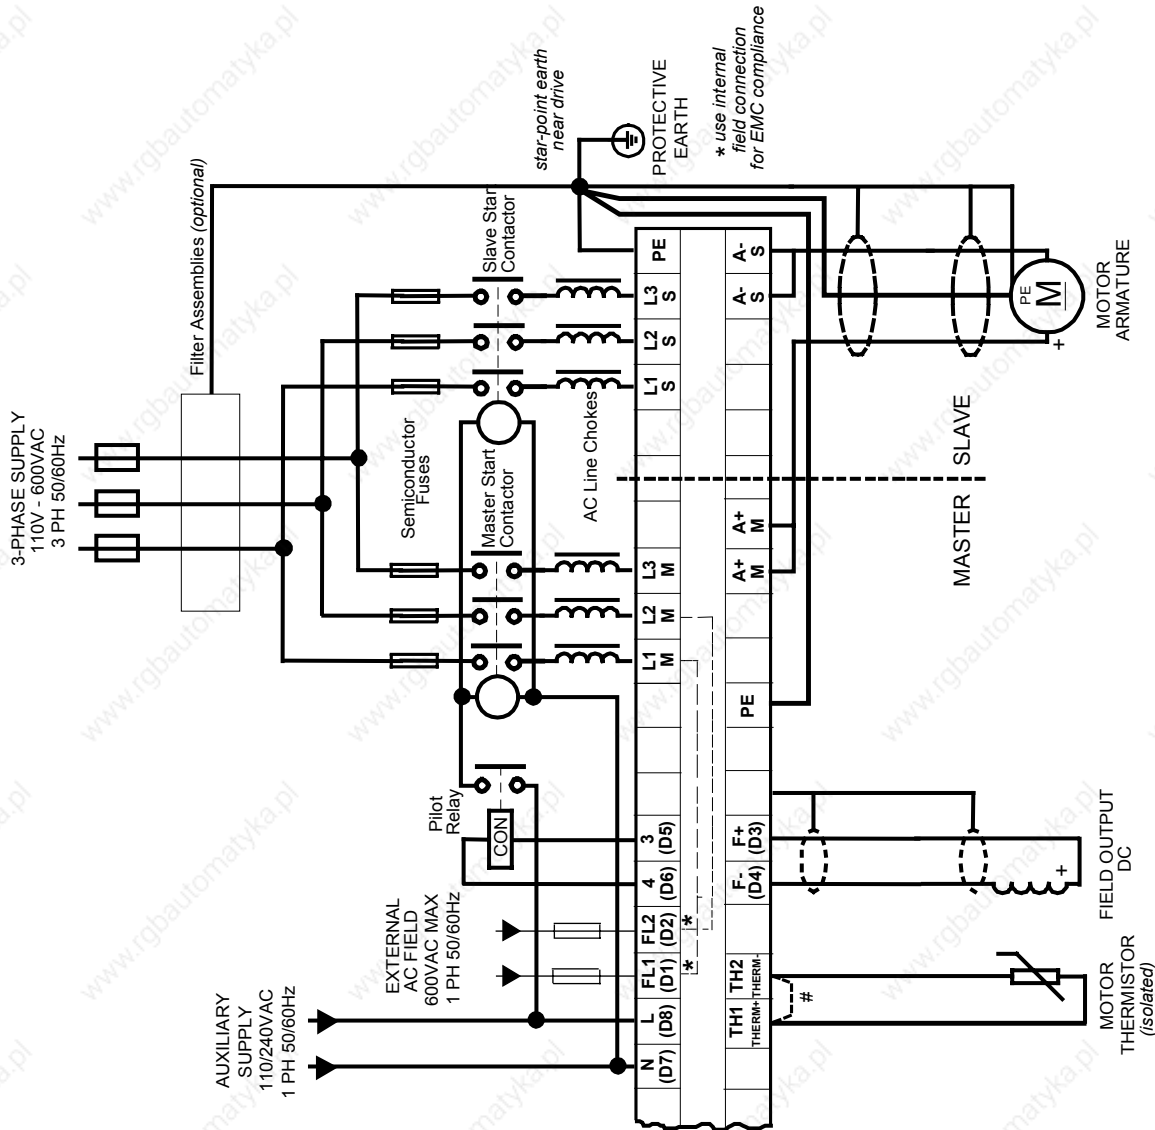 3-PHASE SUPPLY
110V - 600VAC
3 PH 50/60Hz
Filter Assemblies (optional)
Semiconductor
Fuses
Slave Start
Contactor
Master Start
Contactor
AC Line Chokes
star-point earth
near drive
PROTECTIVE
EARTH
* use internal
field connection
for EMC compliance
PE
L3
S
L2
S
L1
S
L3
M
L2
M
L1
M
3
(D5)
4
(D6)
FL2
(D2)
*
FL1
(D1)
*
L
(D8)
N
(D7)
A-
S
A-
S
SLAVE
MASTER
A+
M
A+
M
PE
F+
(D3)
F-
(D4)
TH2
THERM-
TH1
THERM+
#
PE
M
+
MOTOR
ARMATURE
Pilot
Relay
CON
EXTERNAL
AC FIELD
600VAC MAX
1 PH 50/60Hz
AUXILIARY
SUPPLY
110/240VAC
1 PH 50/60Hz
+
FIELD OUTPUT
DC
MOTOR
THERMISTOR
(isolated)
www.rgbautomatyka.pl